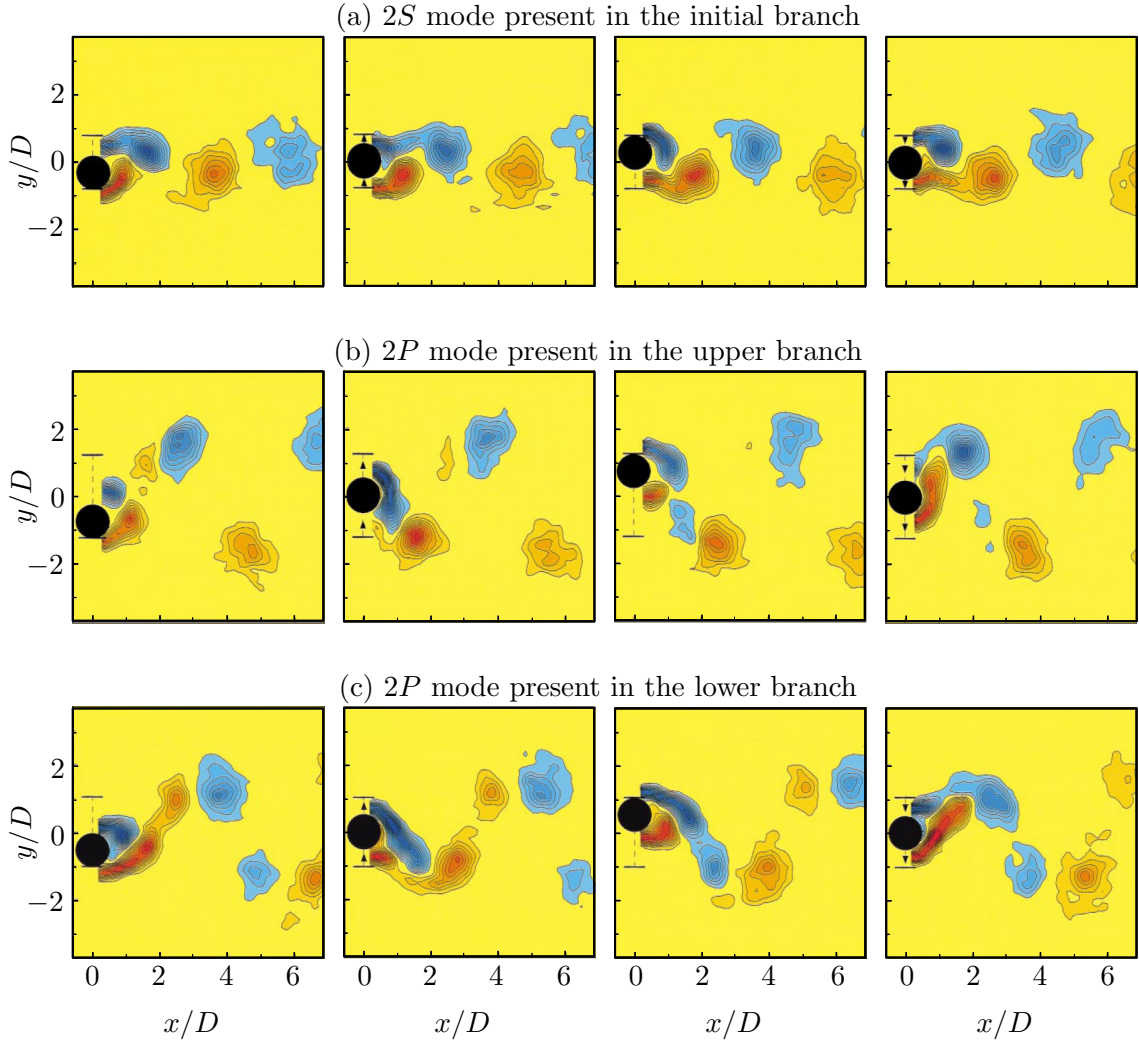 (a) 2S mode present in the initial branch
y/D
2
0
−2
(b) 2P mode present in the upper branch
y/D
2
0
−2
(c) 2P mode present in the lower branch
y/D
2
0
−2
0 2 4 6 0 2 4 6 0 2 4 6 0 2 4 6
x/D x/D x/D x/D